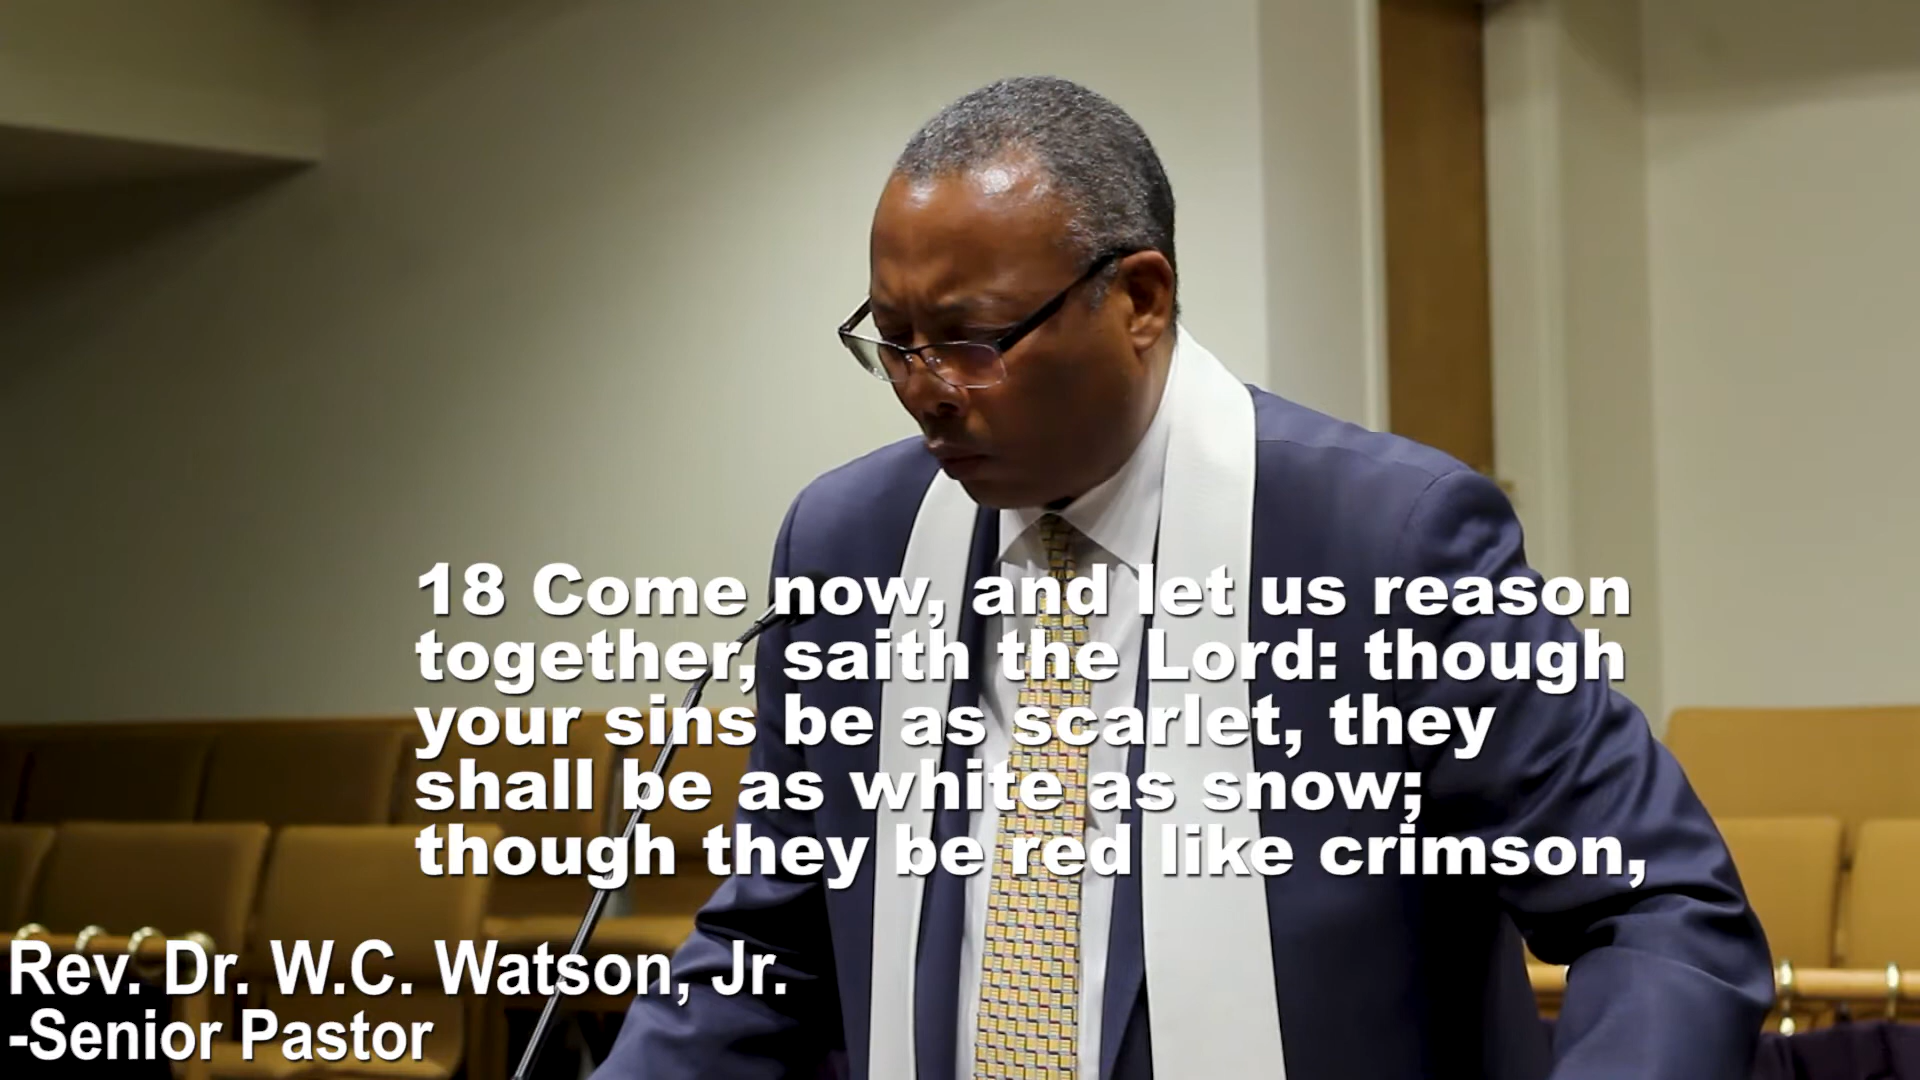 18 Come now, and let us reason
together, saith the Lord: though
your sins be as scarlet, they
shall be as white as snow;
though they be red like crimson,
Rev. Dr. W.C. Watson, Jr.
-Senior Pastor